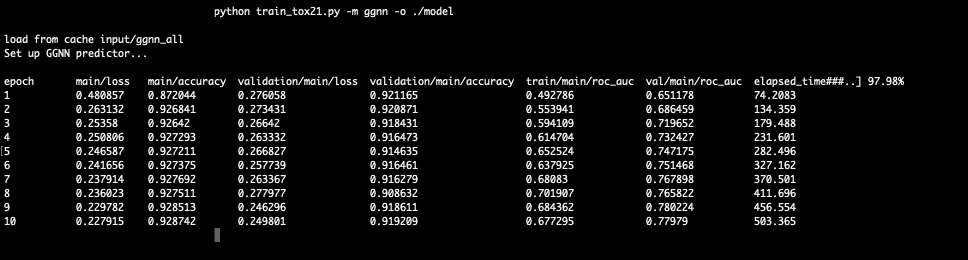 python train_tox21.py -m ggnn -o ./model
load from cache input/ggnn_all
Set up GGNN predictor...
epoch main/loss main/accuracy validation/main/loss validation/main/accuracy train/main/roc_auc val/main/roc_auc elapsed_time###..] 97.98%
1 0.480857 0.872044 0.276058 0.921165 0.492786 0.651178 74.2083
2 0.263132 0.926841 0.273431 0.920871 0.553941 0.686459 134.359
3 0.25358 0.92642 0.26642 0.918431 0.594109 0.719652 179.488
4 0.250806 0.927293 0.263332 0.916473 0.614704 0.732427 231.601
[5 0.246587 0.927211 0.266827 0.914635 0.652524 0.747175 282.496
6 0.241656 0.927375 0.257739 0.916461 0.637925 0.751468 327.162
7 0.237914 0.927692 0.263367 0.916279 0.68083 0.767898 370.501
8 0.236023 0.927511 0.277977 0.908632 0.701907 0.765822 411.696
9 0.229782 0.928513 0.246296 0.918611 0.684362 0.780224 456.554
10 0.227915 0.928742 0.249801 0.919209 0.677295 0.77979 503.365